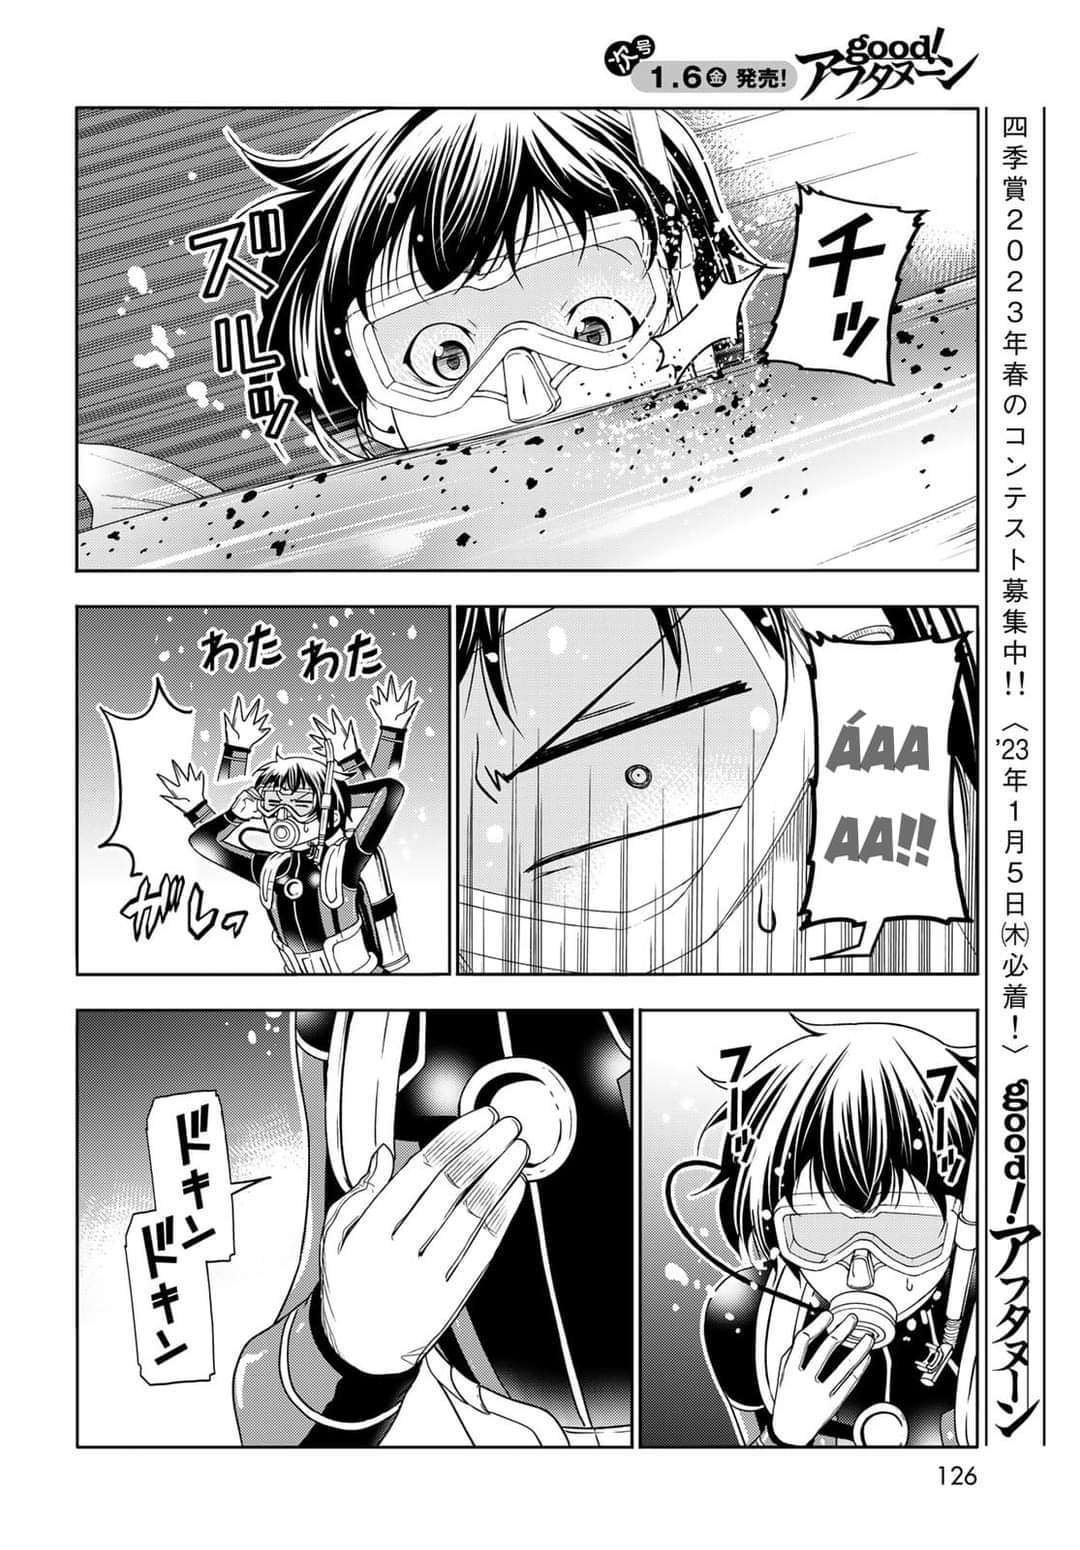 次号
1.6金発売!
good!
アフタヌーン
四季賞2023年春のコンテスト募集中!!〈'23年1月5日(木)必着!〉good!アフタヌーン
チッ
ズ
ズ
ルッ
ÁAA
AA!!
わた
わた
ガしっ
フーッ
フーッ
ドキン
ドキン
126